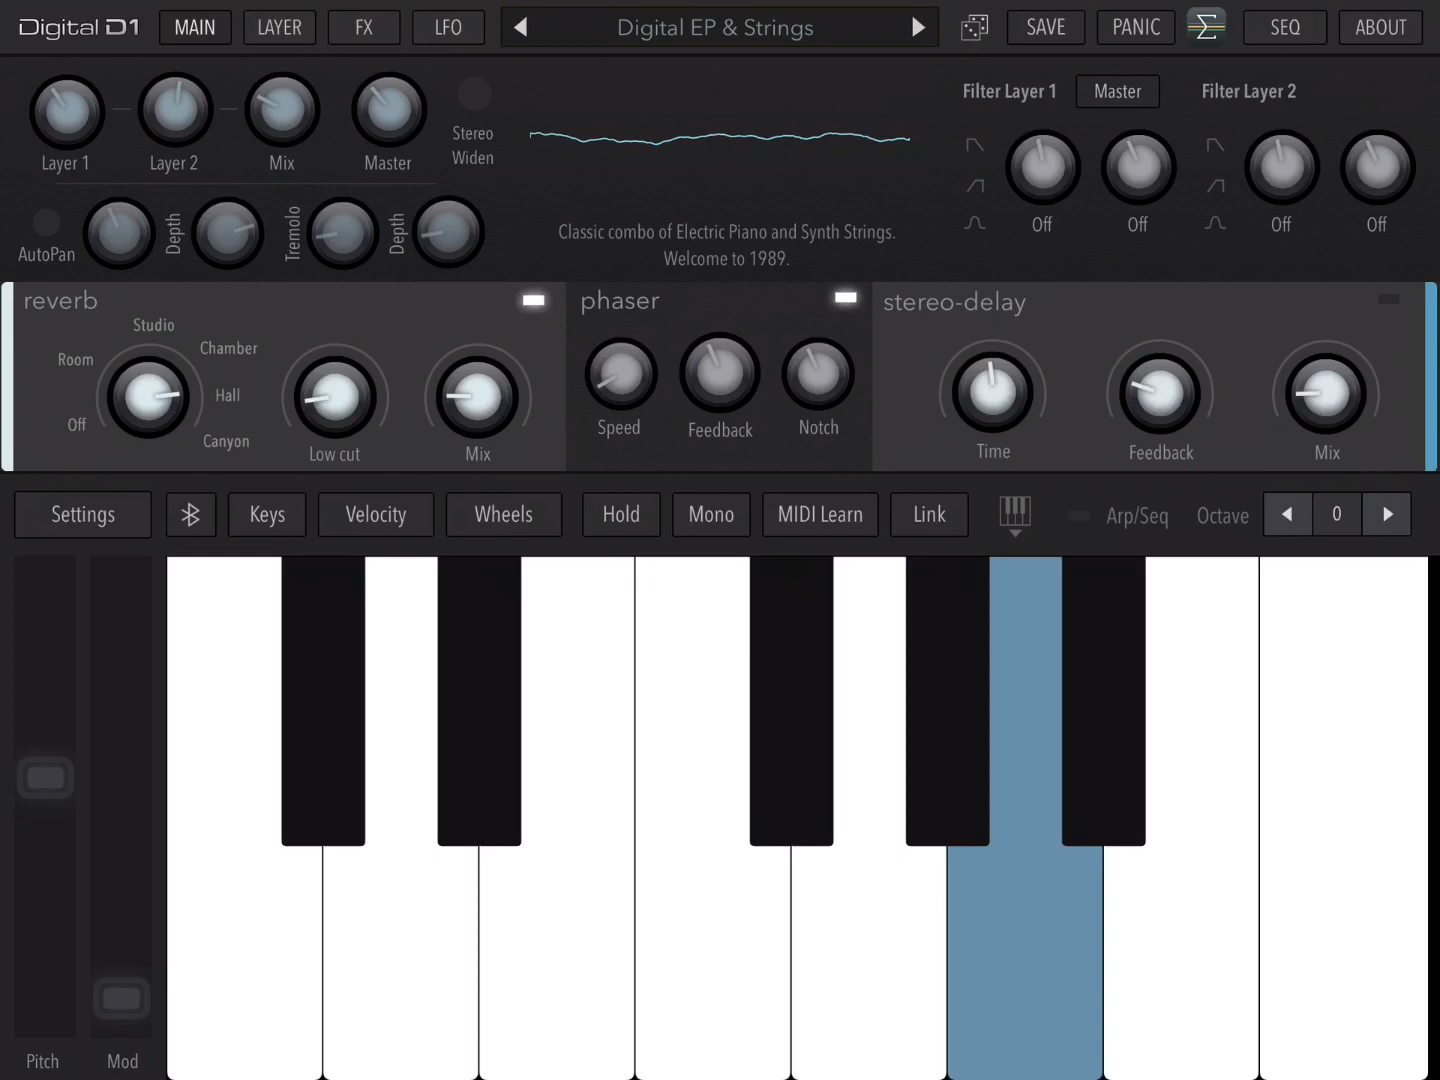 Digital D1 MAIN LAYER FX LFO Digital EP & Strings SAVE PANIC Σ SEQ ABOUT
Layer 1 Layer 2 Mix Master
Stereo
Widen
Filter Layer 1 Master Filter Layer 2
Off Off Off Off
AutoPan Depth Tremolo Depth
Classic combo of Electric Piano and Synth Strings.
Welcome to 1989.
reverb
Studio
Room Chamber
Hall
Off
Canyon
Low cut Mix
phaser
Speed Feedback Notch
stereo-delay
Time Feedback Mix
Settings Keys Velocity Wheels Hold Mono MIDI Learn Link Arp/Seq Octave 0
Pitch Mod